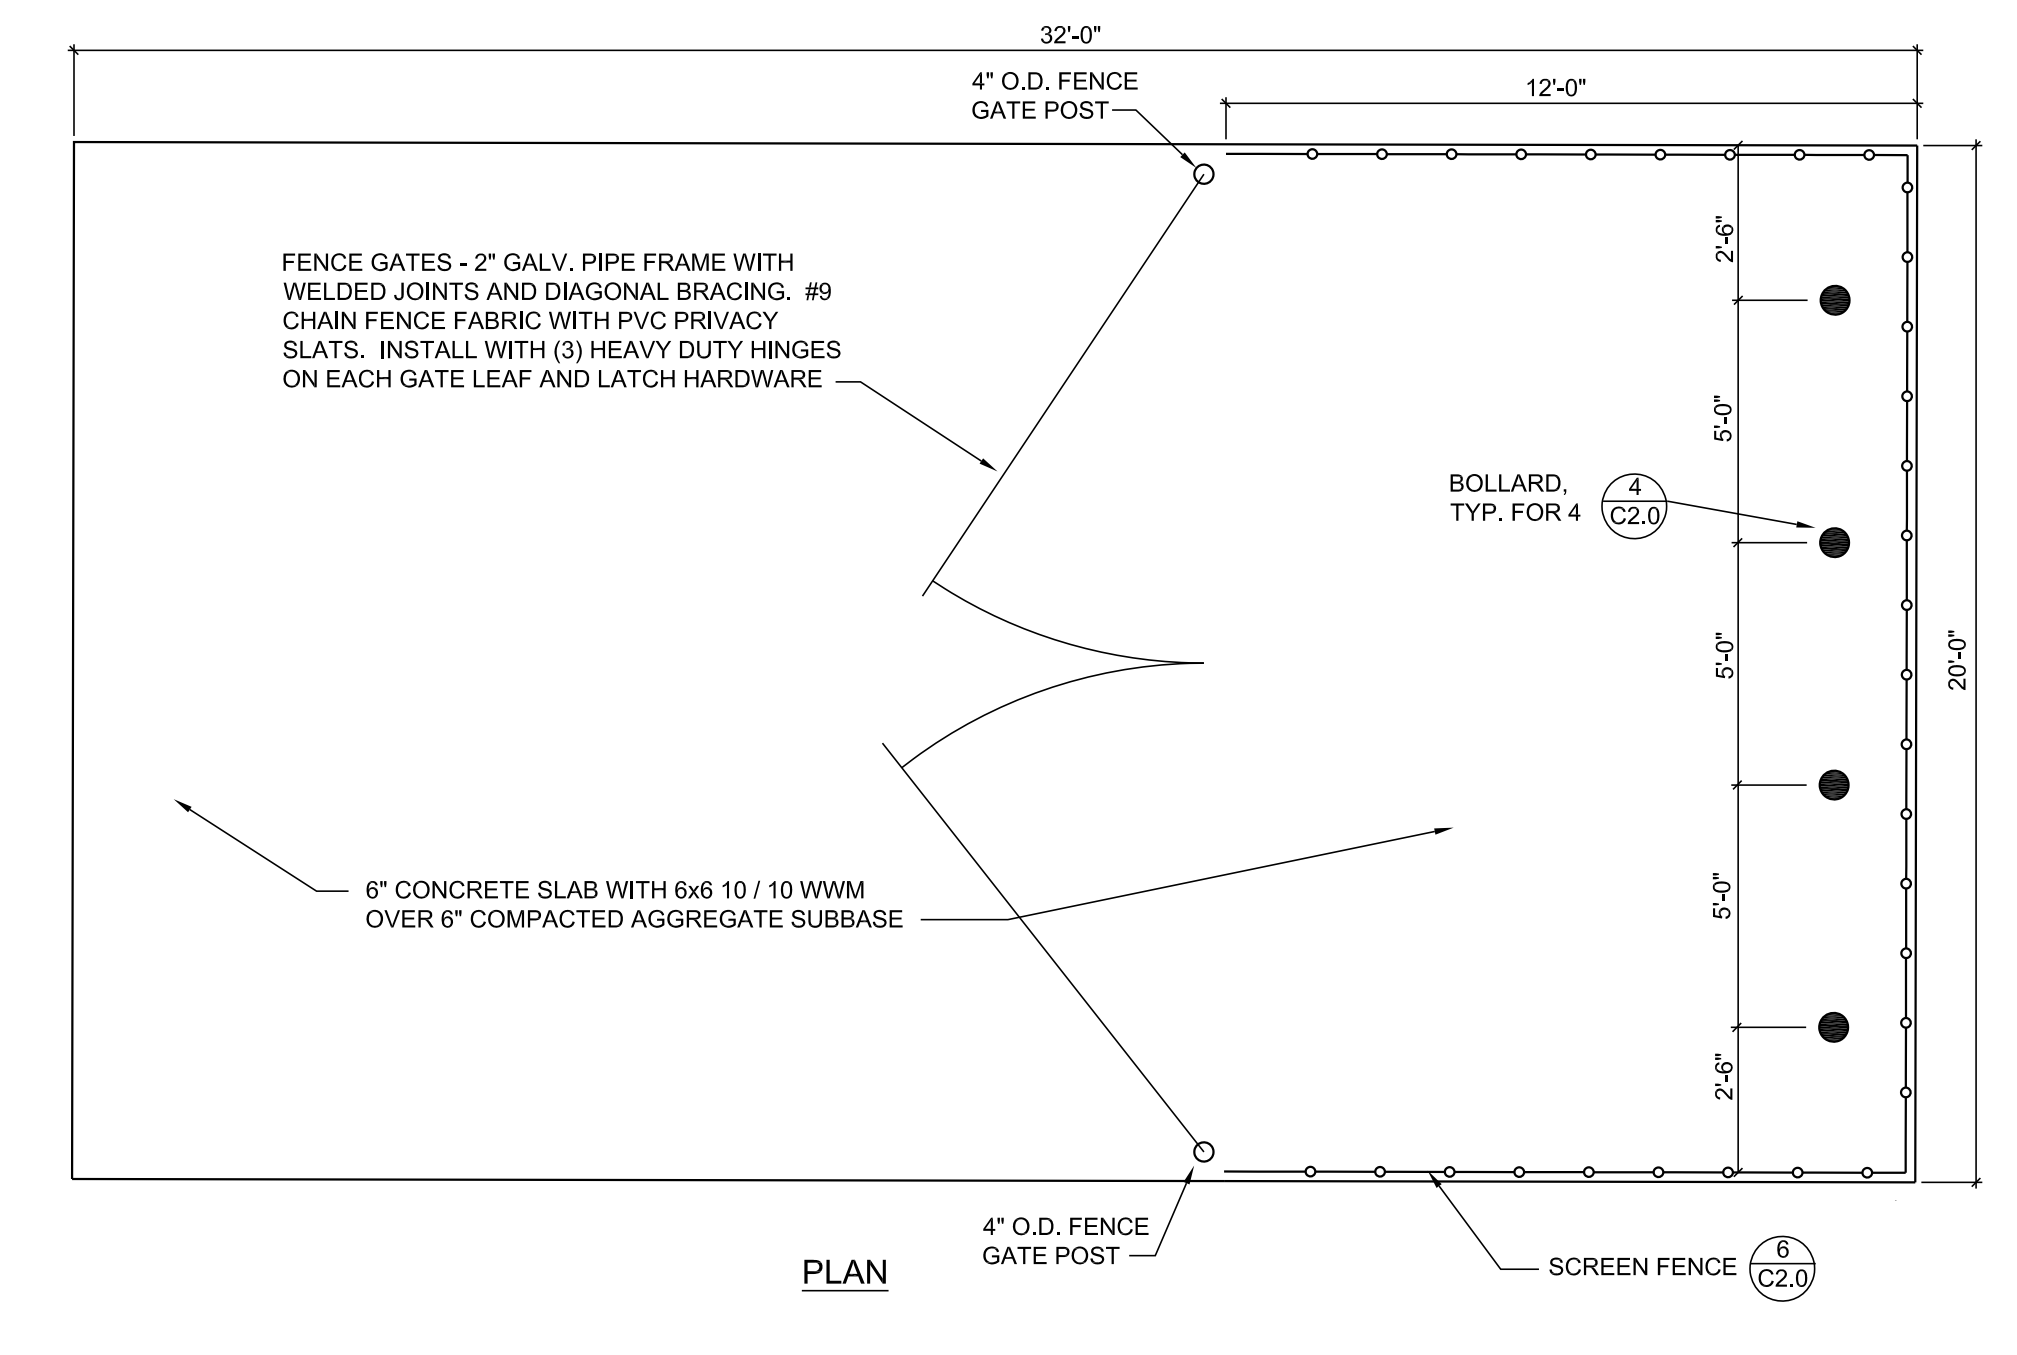 32'-0"
4" O.D. FENCE
GATE POST
12'-0"
FENCE GATES - 2" GALV. PIPE FRAME WITH
WELDED JOINTS AND DIAGONAL BRACING.  #9
CHAIN FENCE FABRIC WITH PVC PRIVACY
SLATS.  INSTALL WITH (3) HEAVY DUTY HINGES
ON EACH GATE LEAF AND LATCH HARDWARE
2'-6"
5'-0"
BOLLARD,
TYP. FOR 4
4
C2.0
5'-0"
20'-0"
6" CONCRETE SLAB WITH 6x6 10 / 10 WWM
OVER 6" COMPACTED AGGREGATE SUBBASE
5'-0"
2'-6"
4" O.D. FENCE
GATE POST
SCREEN FENCE
6
C2.0
PLAN